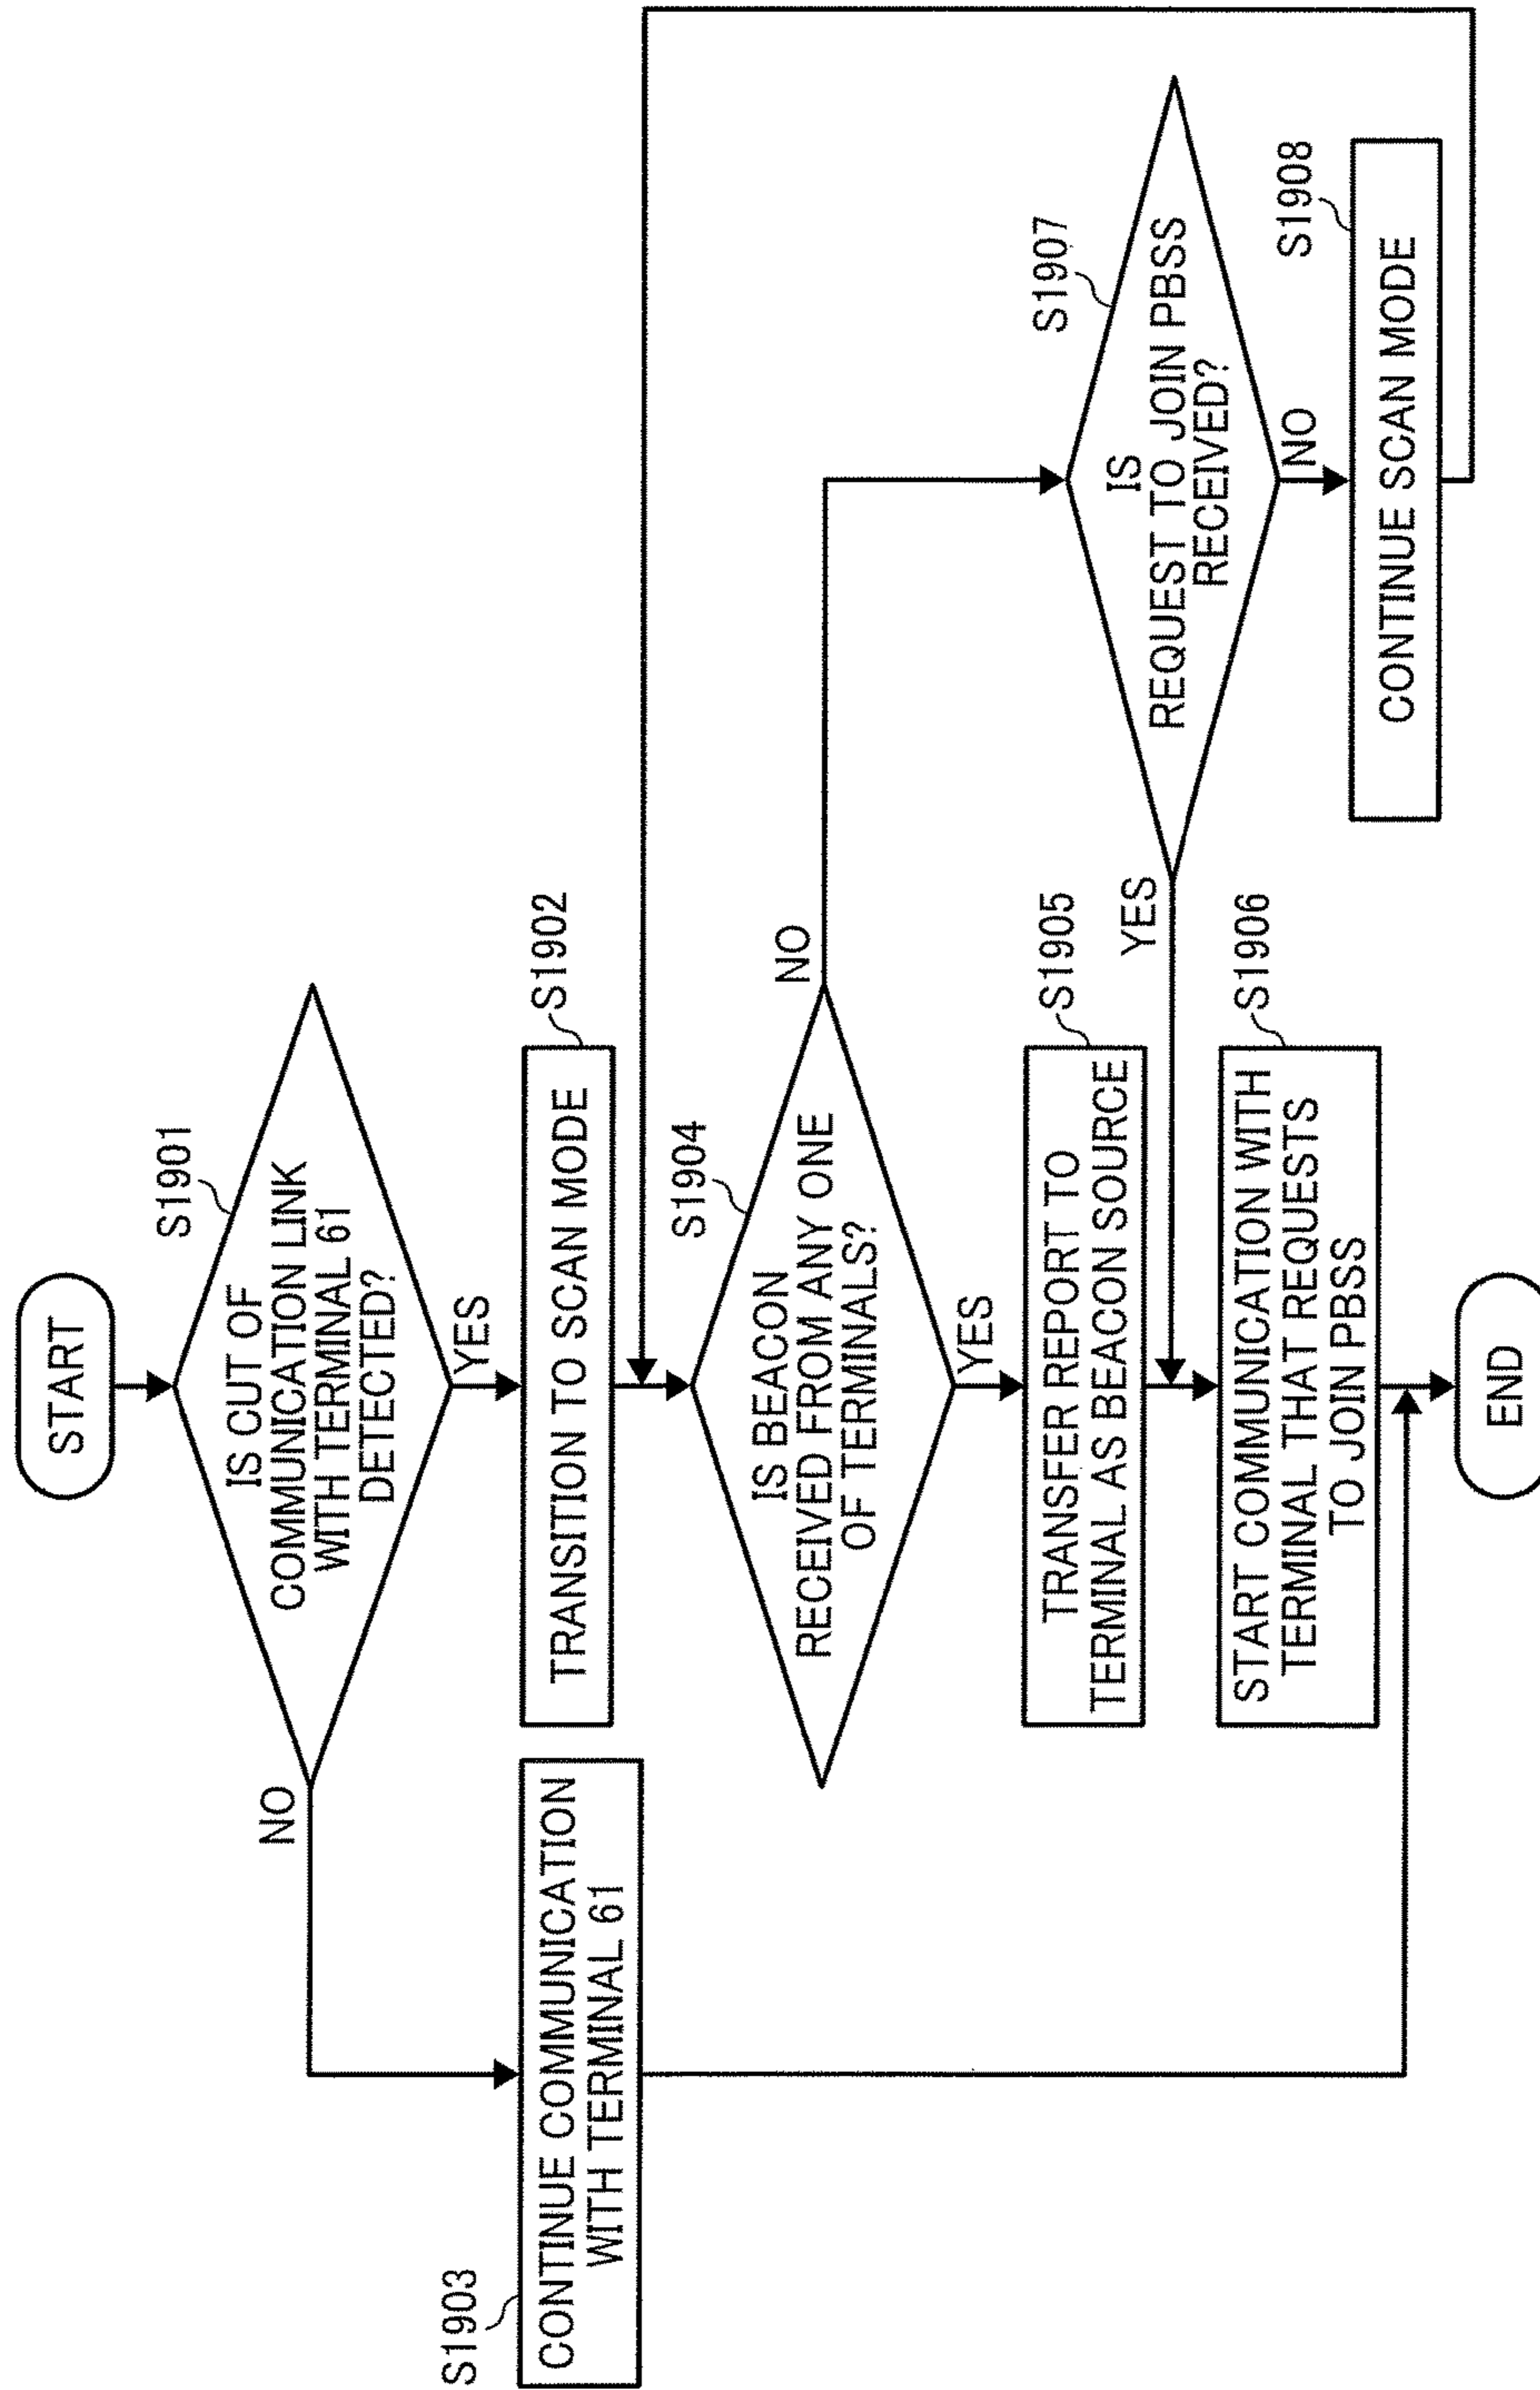 START
S1901
IS CUT OF
COMMUNICATION LINK
WITH TERMINAL 61
DETECTED?
NO
YES
S1903
CONTINUE COMMUNICATION
WITH TERMINAL 61
S1902
TRANSITION TO SCAN MODE
S1904
IS BEACON
RECEIVED FROM ANY ONE
OF TERMINALS?
NO
YES
S1905
TRANSFER REPORT TO
TERMINAL AS BEACON SOURCE
S1907
IS
REQUEST TO JOIN PBSS
RECEIVED?
YES
NO
S1906
START COMMUNICATION WITH
TERMINAL THAT REQUESTS
TO JOIN PBSS
S1908
CONTINUE SCAN MODE
END